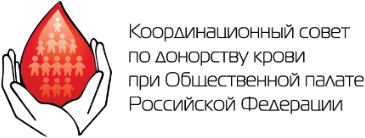 Координационный совет
по донорству крови
при Общественной палате
Российской Федерации